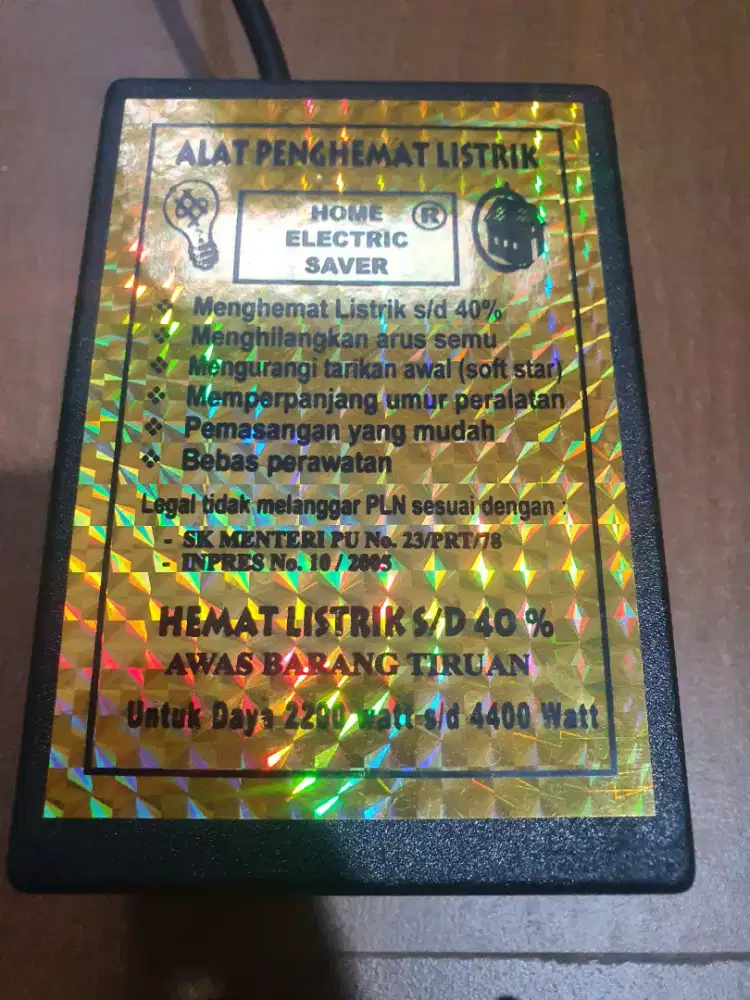 ALAT PENGHEMAT LISTRIK
HOME ®
ELECTRIC
SAVER
❖ Menghemat Listrik s/d 40%
❖ Menghilangkan arus semu
❖ Mengurangi tarikan awal (soft star)
❖ Memperpanjang umur peralatan
❖ Pemasangan yang mudah
❖ Bebas perawatan
Legal tidak melanggar PLN sesuai dengan :
- SK MENTERI PU No. 23/PRT/78
- INPRES No. 10 / 2005
HEMAT LISTRIK S/D 40 %
AWAS BARANG TIRUAN
Untuk Daya 2200 watt s/d 4400 Watt